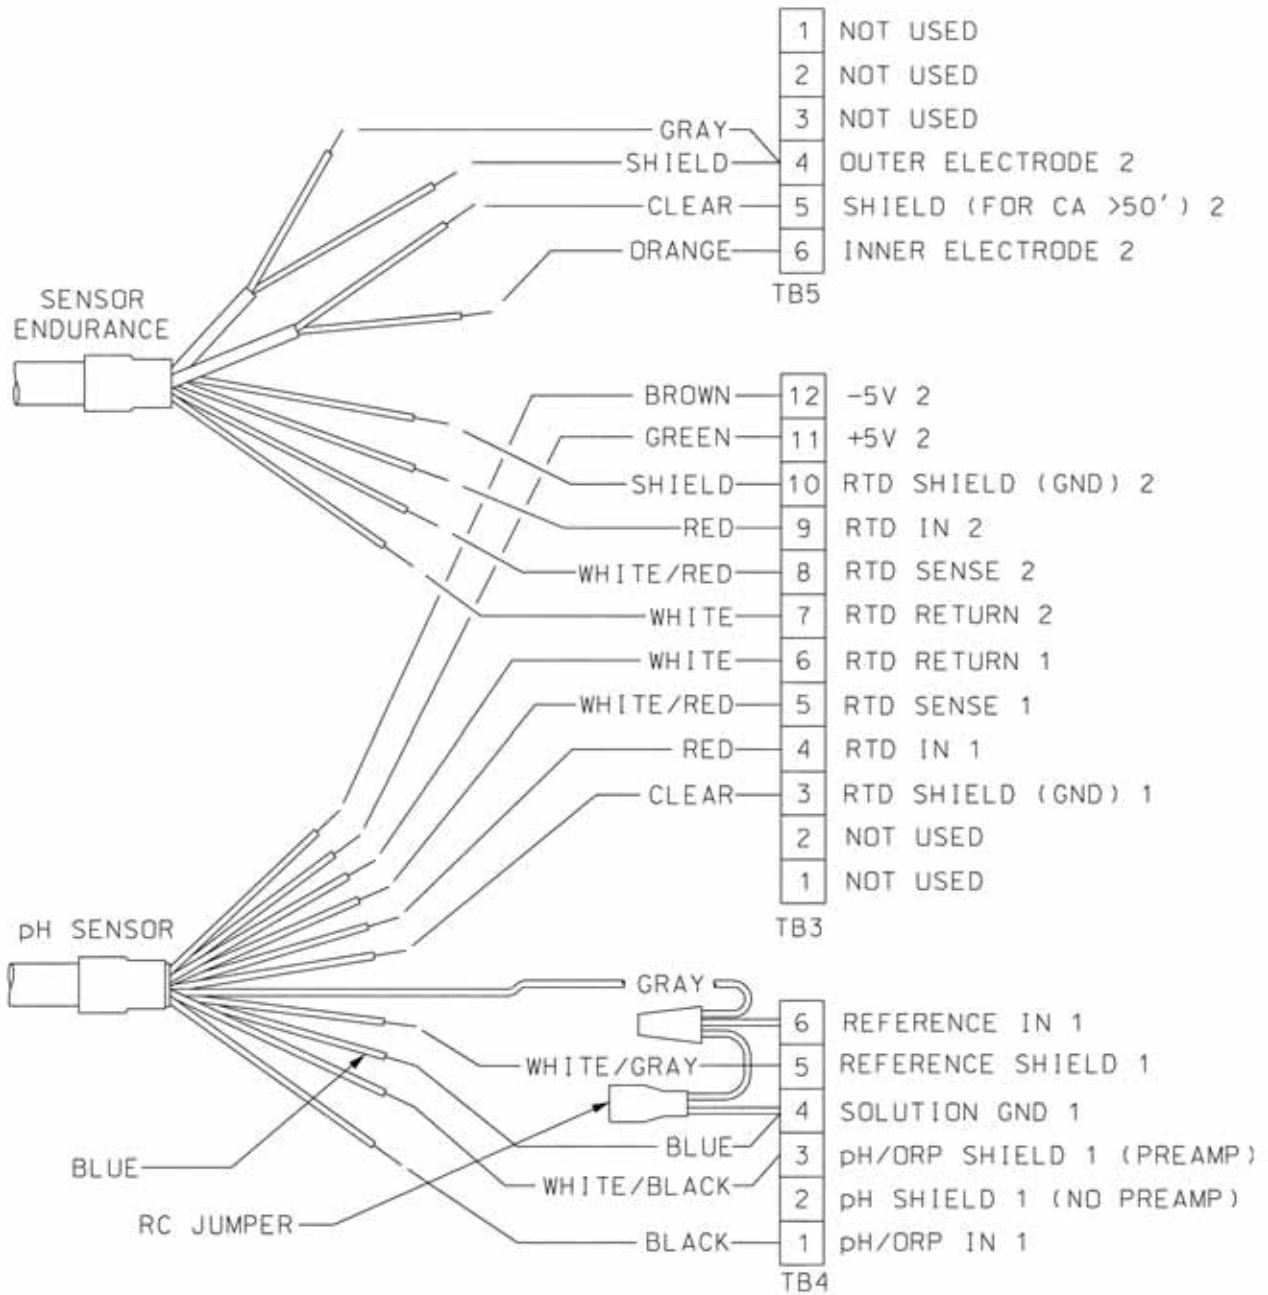 1 NOT USED
2 NOT USED
3 NOT USED
GRAY
SHIELD 4 OUTER ELECTRODE 2
CLEAR 5 SHIELD (FOR CA >50') 2
ORANGE 6 INNER ELECTRODE 2
TB5
SENSOR
ENDURANCE
BROWN 12 -5V 2
GREEN 11 +5V 2
SHIELD 10 RTD SHIELD (GND) 2
RED 9 RTD IN 2
WHITE/RED 8 RTD SENSE 2
WHITE 7 RTD RETURN 2
WHITE 6 RTD RETURN 1
WHITE/RED 5 RTD SENSE 1
RED 4 RTD IN 1
CLEAR 3 RTD SHIELD (GND) 1
2 NOT USED
1 NOT USED
TB3
pH SENSOR
GRAY
6 REFERENCE IN 1
WHITE/GRAY 5 REFERENCE SHIELD 1
4 SOLUTION GND 1
BLUE
3 pH/ORP SHIELD 1 (PREAMP)
BLUE
WHITE/BLACK
2 pH SHIELD 1 (NO PREAMP)
RC JUMPER
BLACK 1 pH/ORP IN 1
TB4